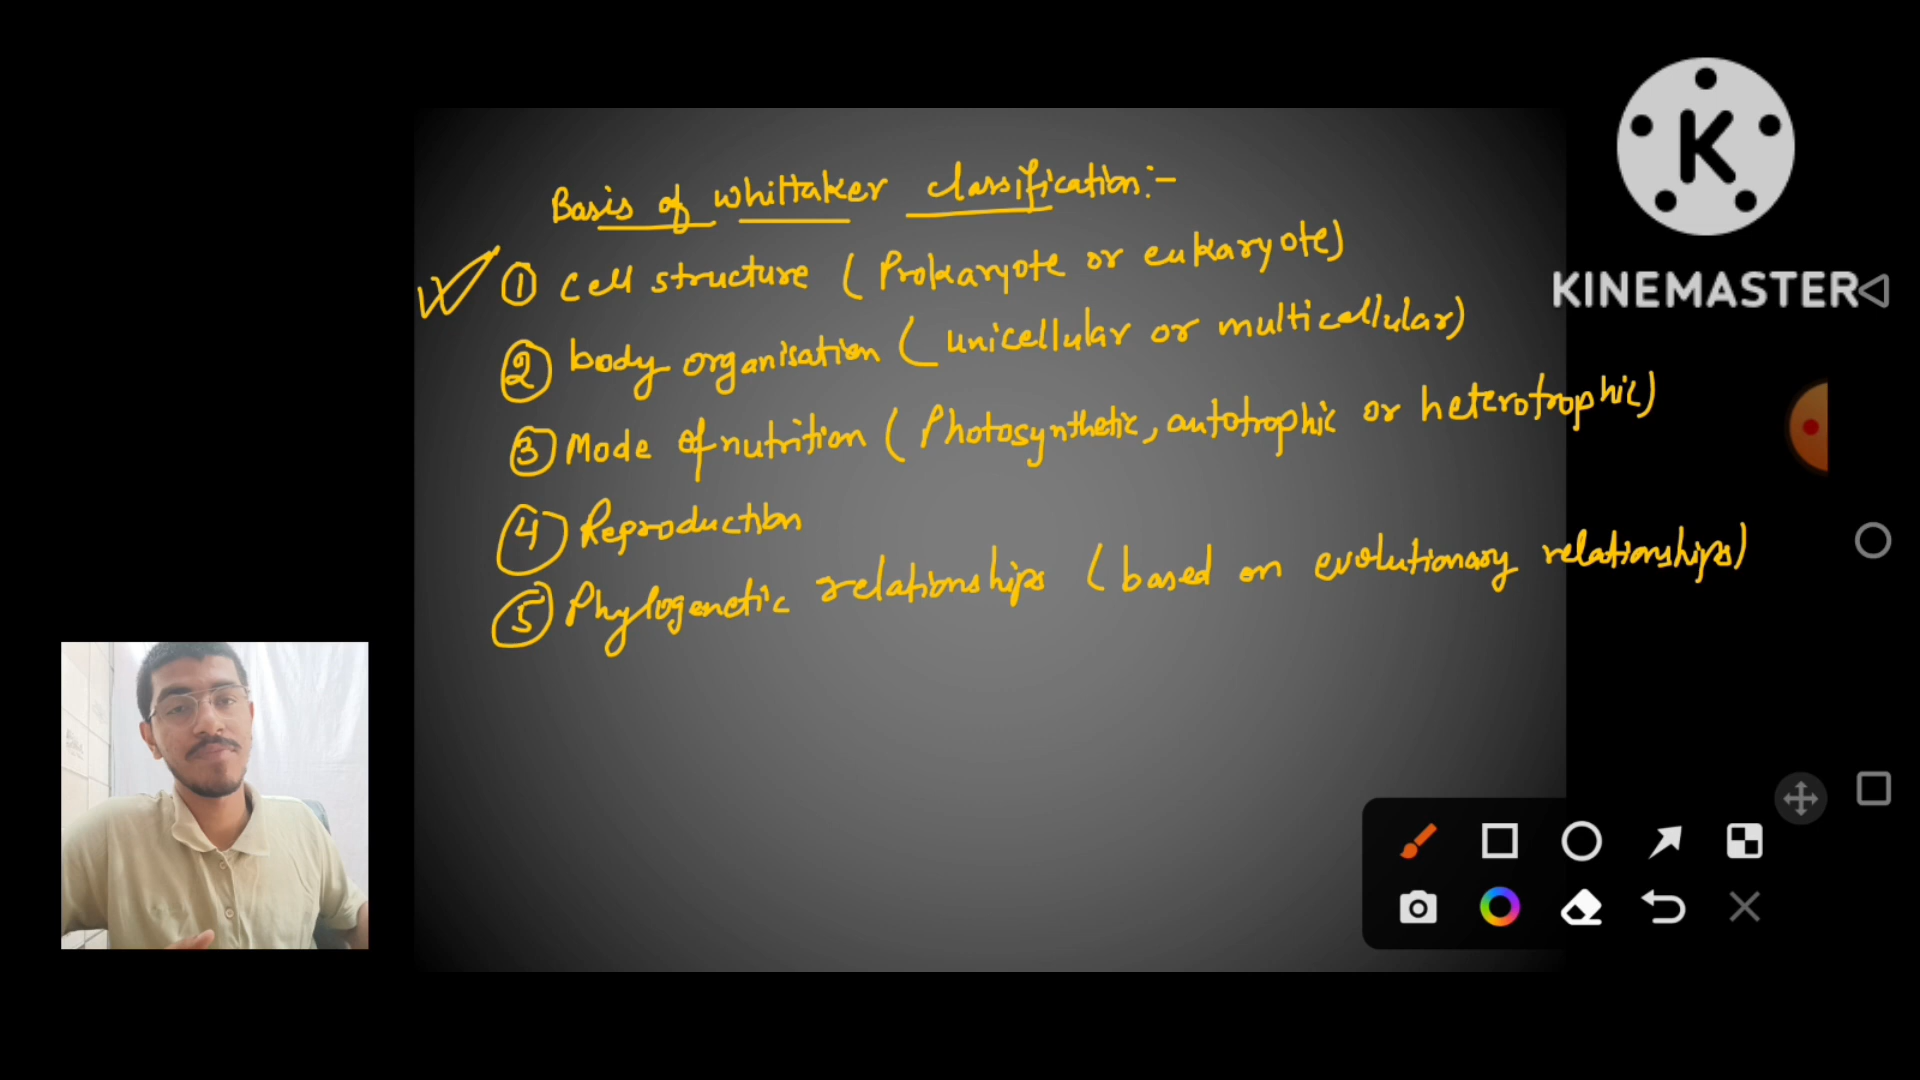 Basis of whittaker classification:-
① cell structure (Prokaryote or eukaryote)
② body organisation (unicellular or multicellular)
③ Mode of nutrition (Photosynthetic, autotrophic or heterotrophic)
④ Reproduction
⑤ Phylogenetic relationships (based on evolutionary relationships)
K
KINEMASTER